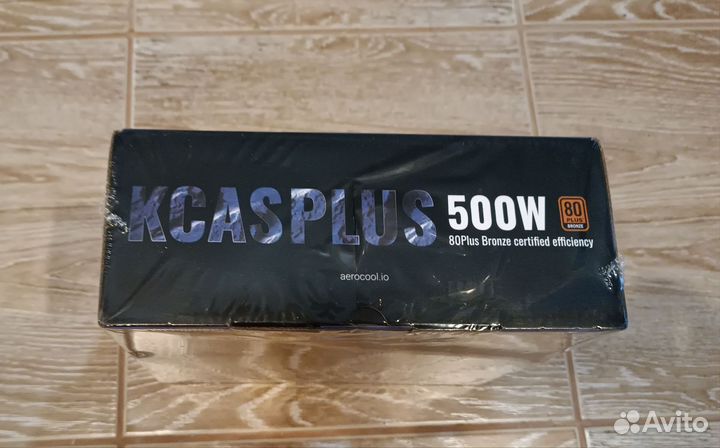 KCASPLUS 500W
80 PLUS BRONZE
80Plus Bronze certified efficiency
aerocool.io
Avito